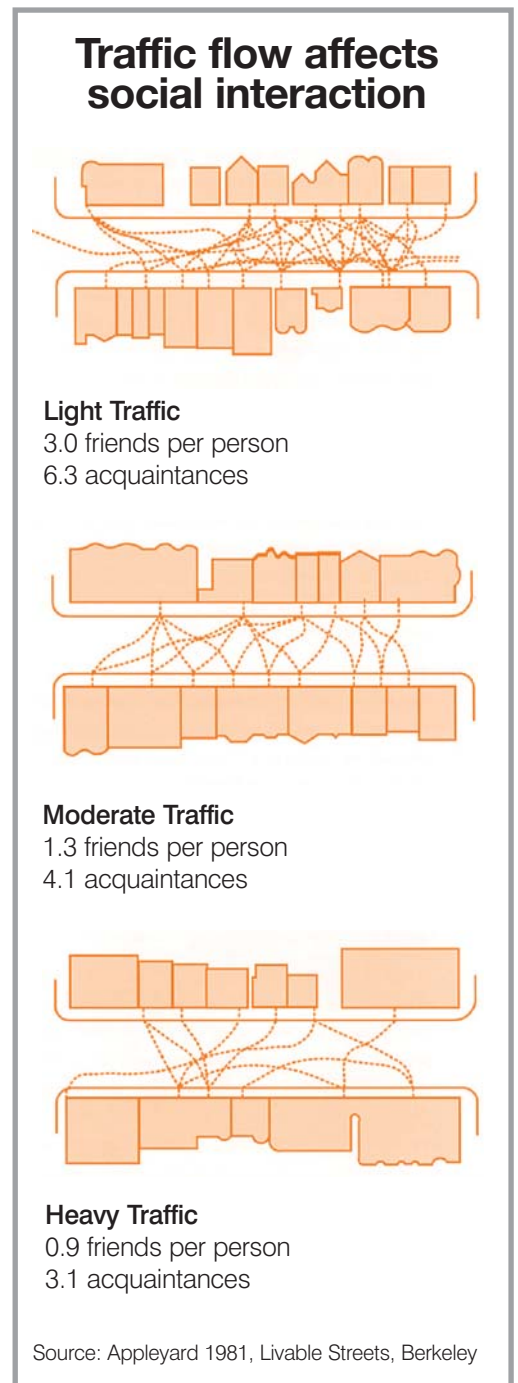 Traffic flow affects
social interaction
Light Traffic
3.0 friends per person
6.3 acquaintances
Moderate Traffic
1.3 friends per person
4.1 acquaintances
Heavy Traffic
0.9 friends per person
3.1 acquaintances
Source: Appleyard 1981, Livable Streets, Berkeley